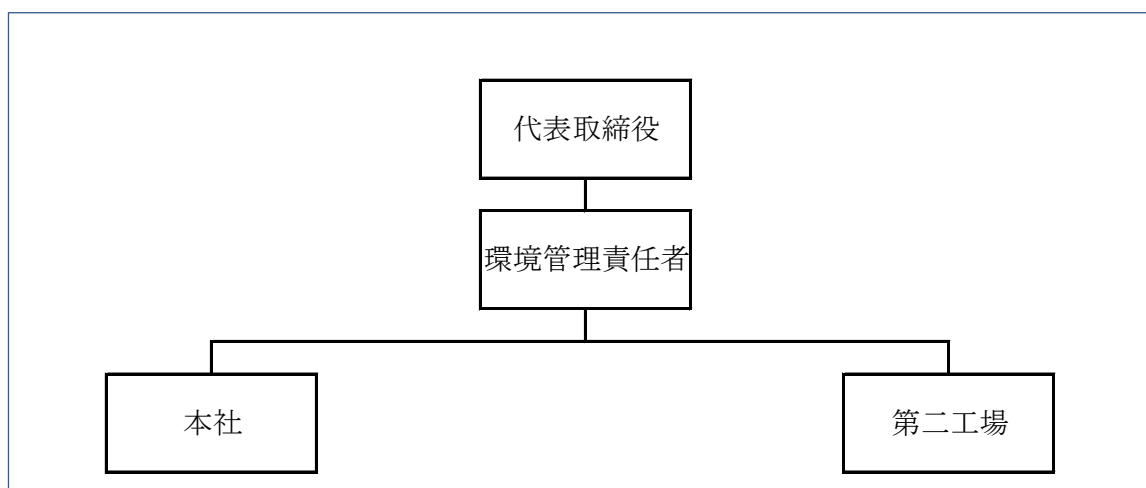 代表取締役
環境管理責任者
本社
第二工場